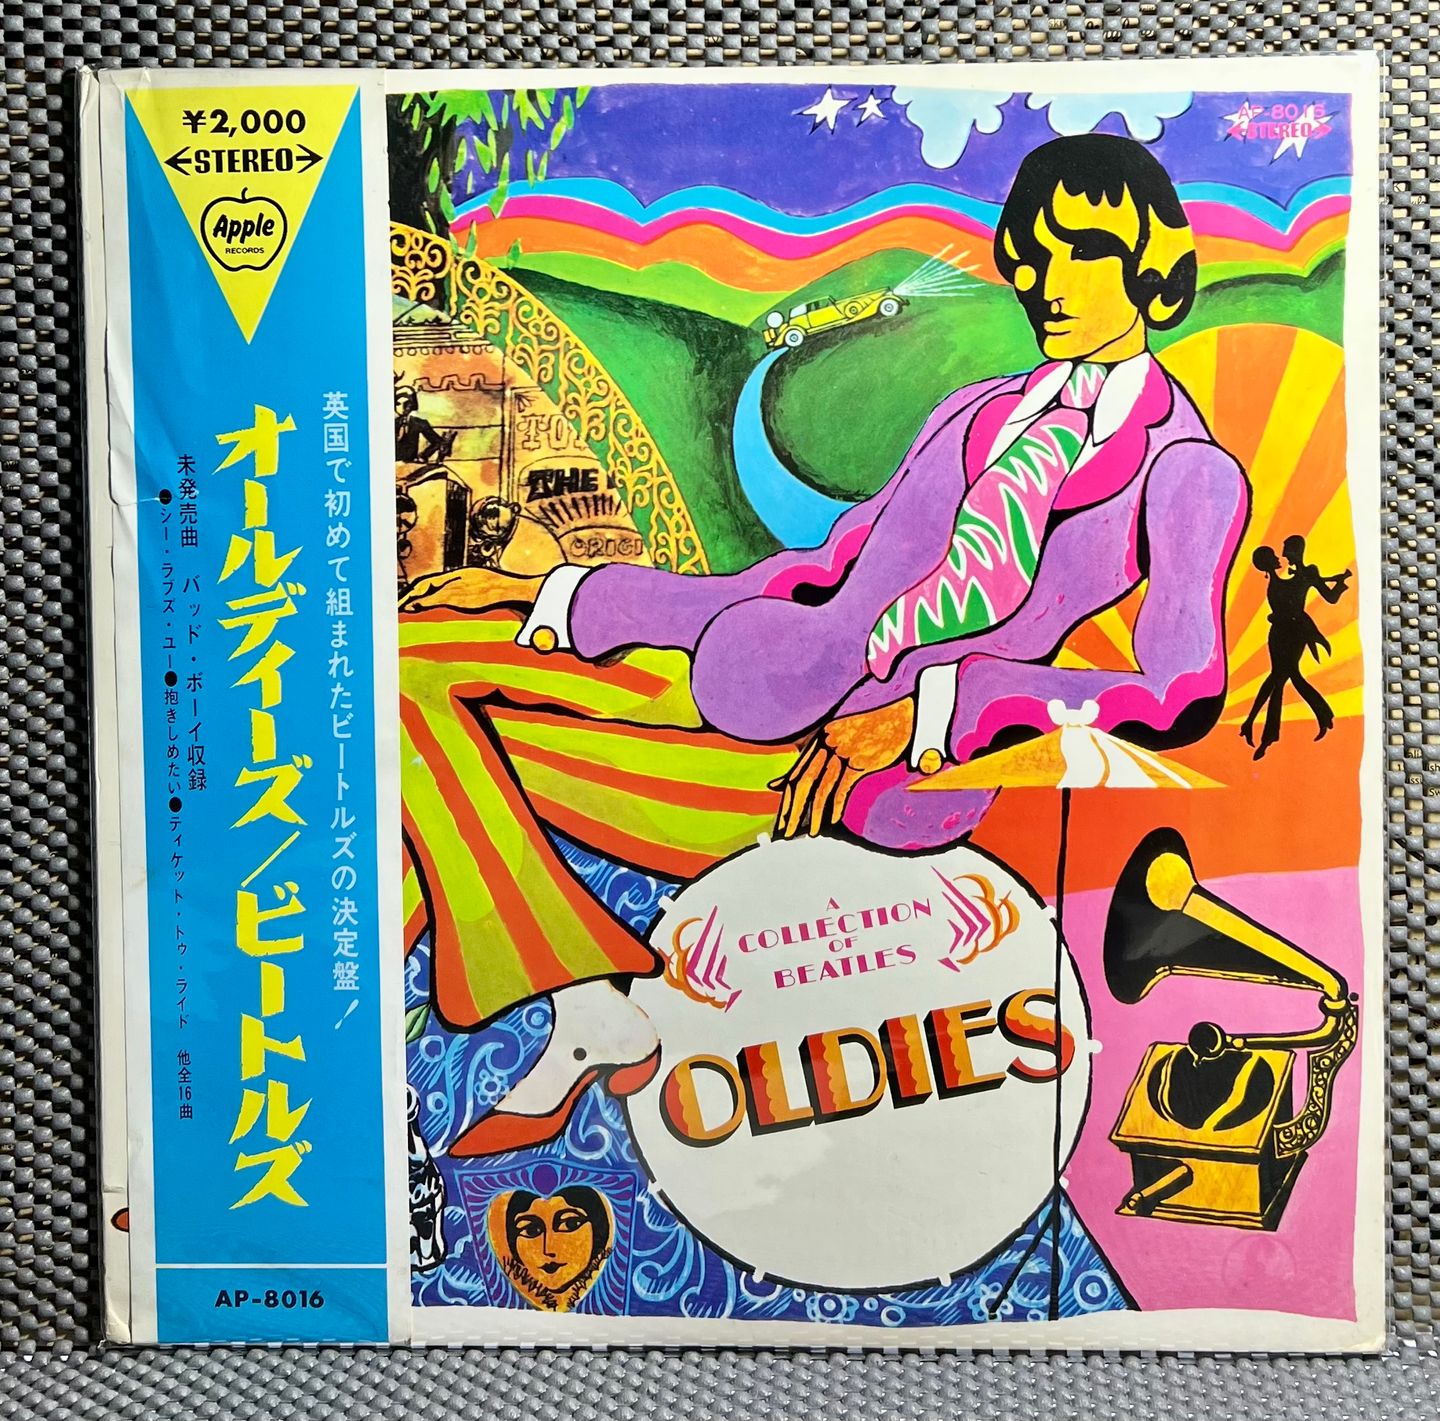 ¥2,000
STEREO
Apple
RECORDS
英国で初めて組まれたビートルズの決定盤！
オールディーズ／ビートルズ
未発売曲 バッド・ボーイ収録
●シー・ラブズ・ユー●抱きしめたい●ティケット・トゥ・ライド 他全16曲
AP-8016
AP-8016
STEREO
THE
ORIGI
A
COLLECTION
OF
BEATLES
OLDIES